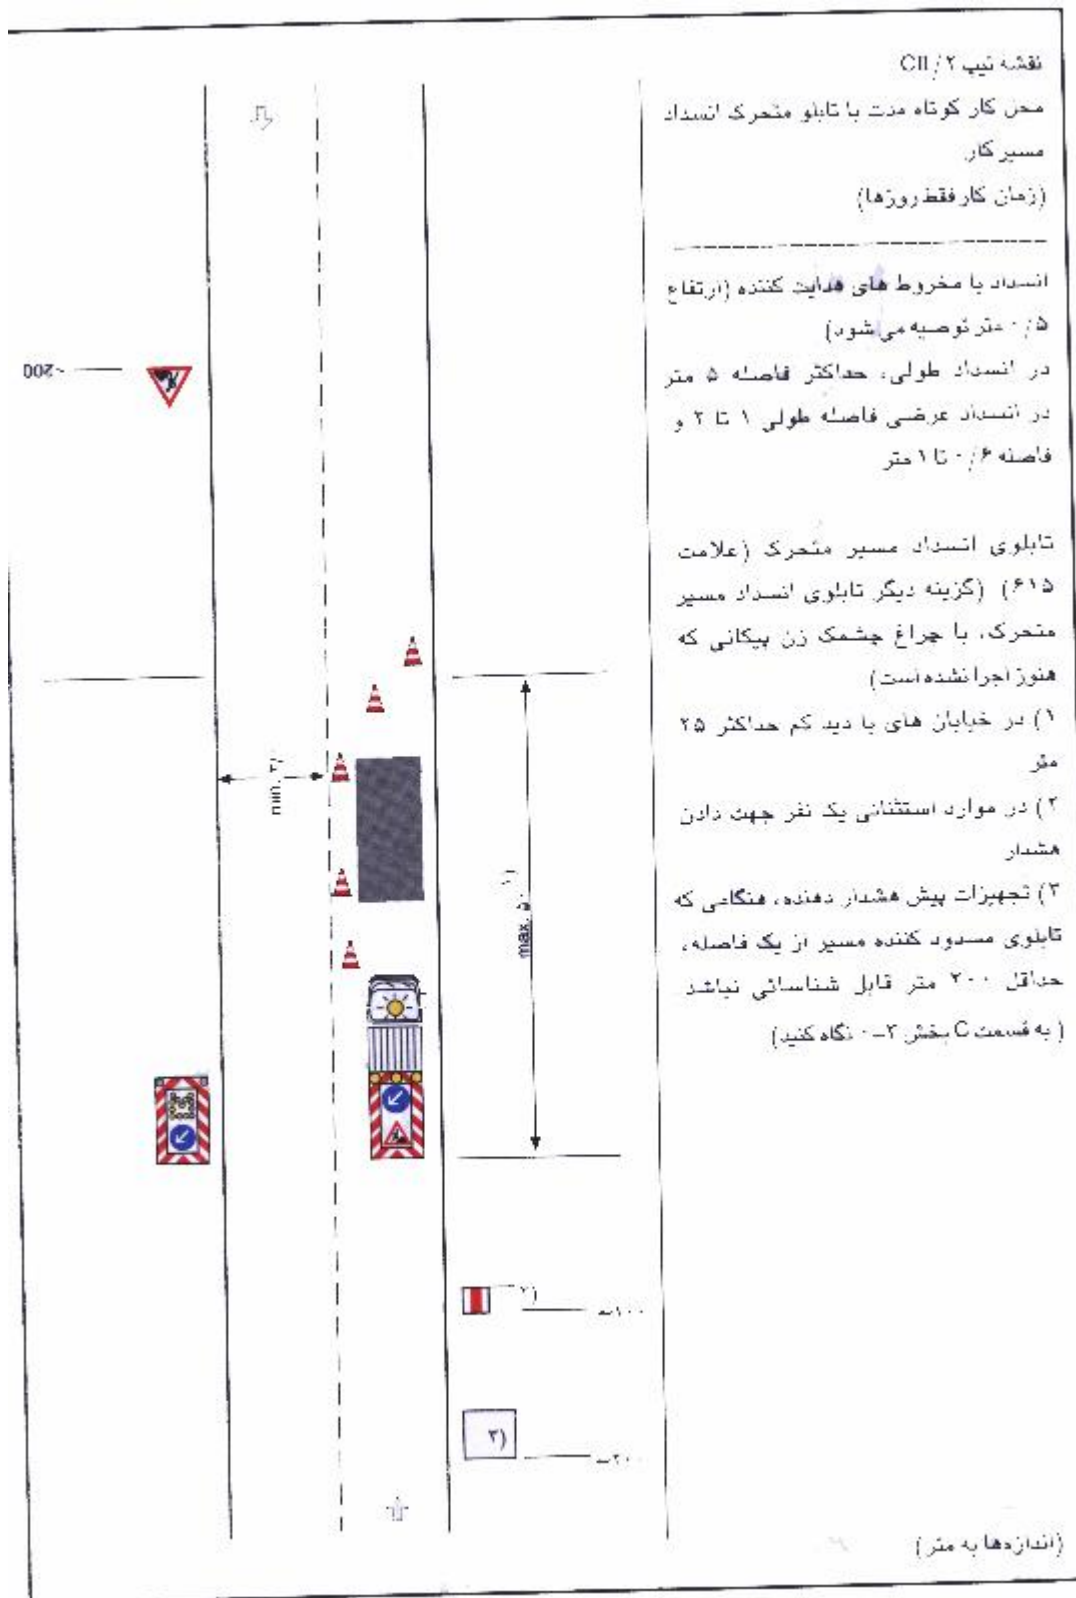 نقشه تیپ CII / ۲
محل کار کوتاه مدت با تابلو متحرک انسداد
مسیر کار
(زمان کار فقط روزها)
انسداد با مخروط های هدایت کننده (ارتفاع
۰/۵ متر توصیه می شود)
در انسداد طولی، حداکثر فاصله ۵ متر
در انسداد عرضی فاصله طولی ۱ تا ۲ و
فاصله ۰/۶ تا ۱ متر
تابلوی انسداد مسیر متحرک (علامت
۶۱۵) (گزینه دیگر تابلوی انسداد مسیر
متحرک، با چراغ چشمک زن پیکانی که
هنوز اجرا نشده است)
۱) در خیابان های با دید کم حداکثر ۲۵
متر
۲) در موارد استثنائی یک نفر جهت دادن
هشدار
۳) تجهیزات پیش هشدار دهنده، هنگامی که
تابلوی مسدود کننده مسیر از یک فاصله،
حداقل ۲۰۰ متر قابل شناسائی نباشد
( به قسمت C بخش ۲-۰ نگاه کنید)
~200
min. ۳
max. ۵۰ ۱)
۲)
~۱۰۰
۳)
~۲۰۰
(اندازه‌ها به متر)